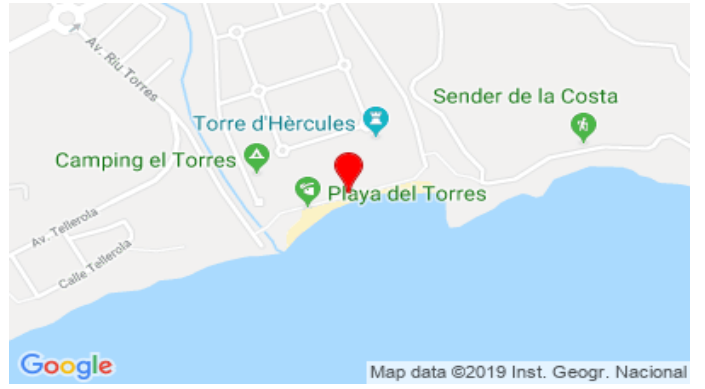 Av. Riu Torres
Sender de la Costa
Torre d'Hèrcules
Camping el Torres
Playa del Torres
Av. Tellerola
Calle Tellerola
Google
Map data ©2019 Inst. Geogr. Nacional